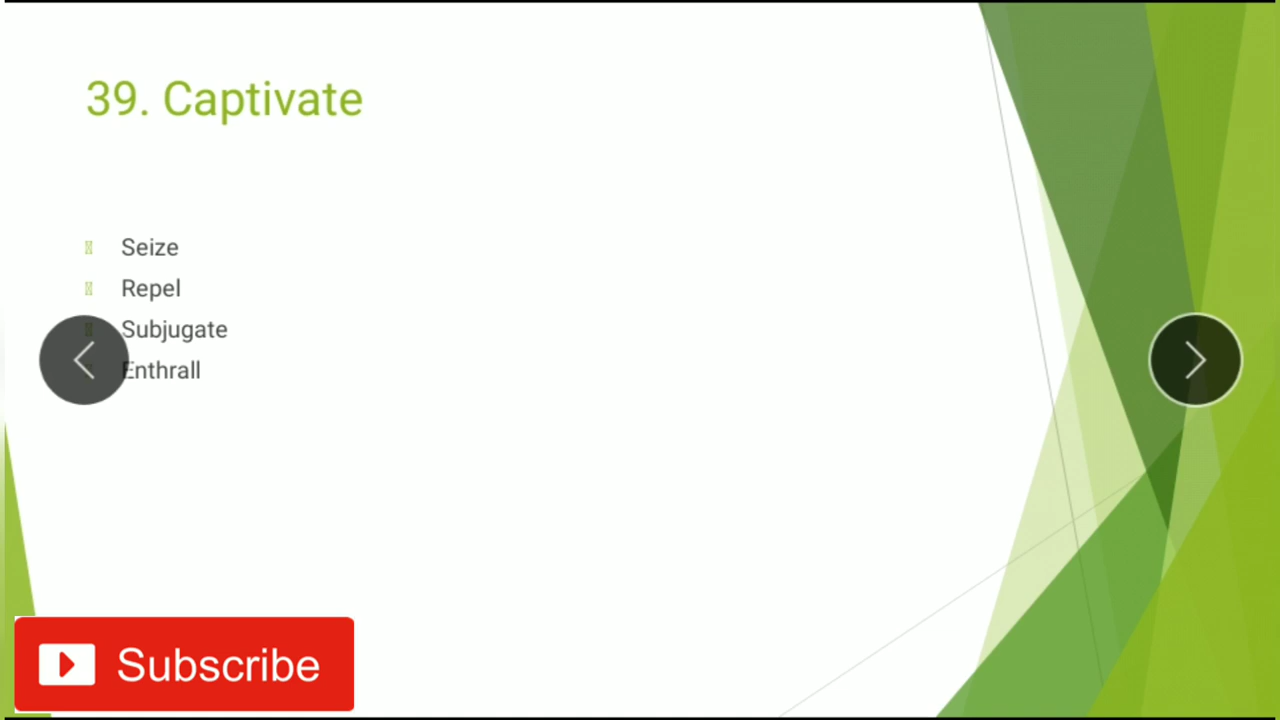 39. Captivate
Seize
Repel
Subjugate
Enthrall
Subscribe